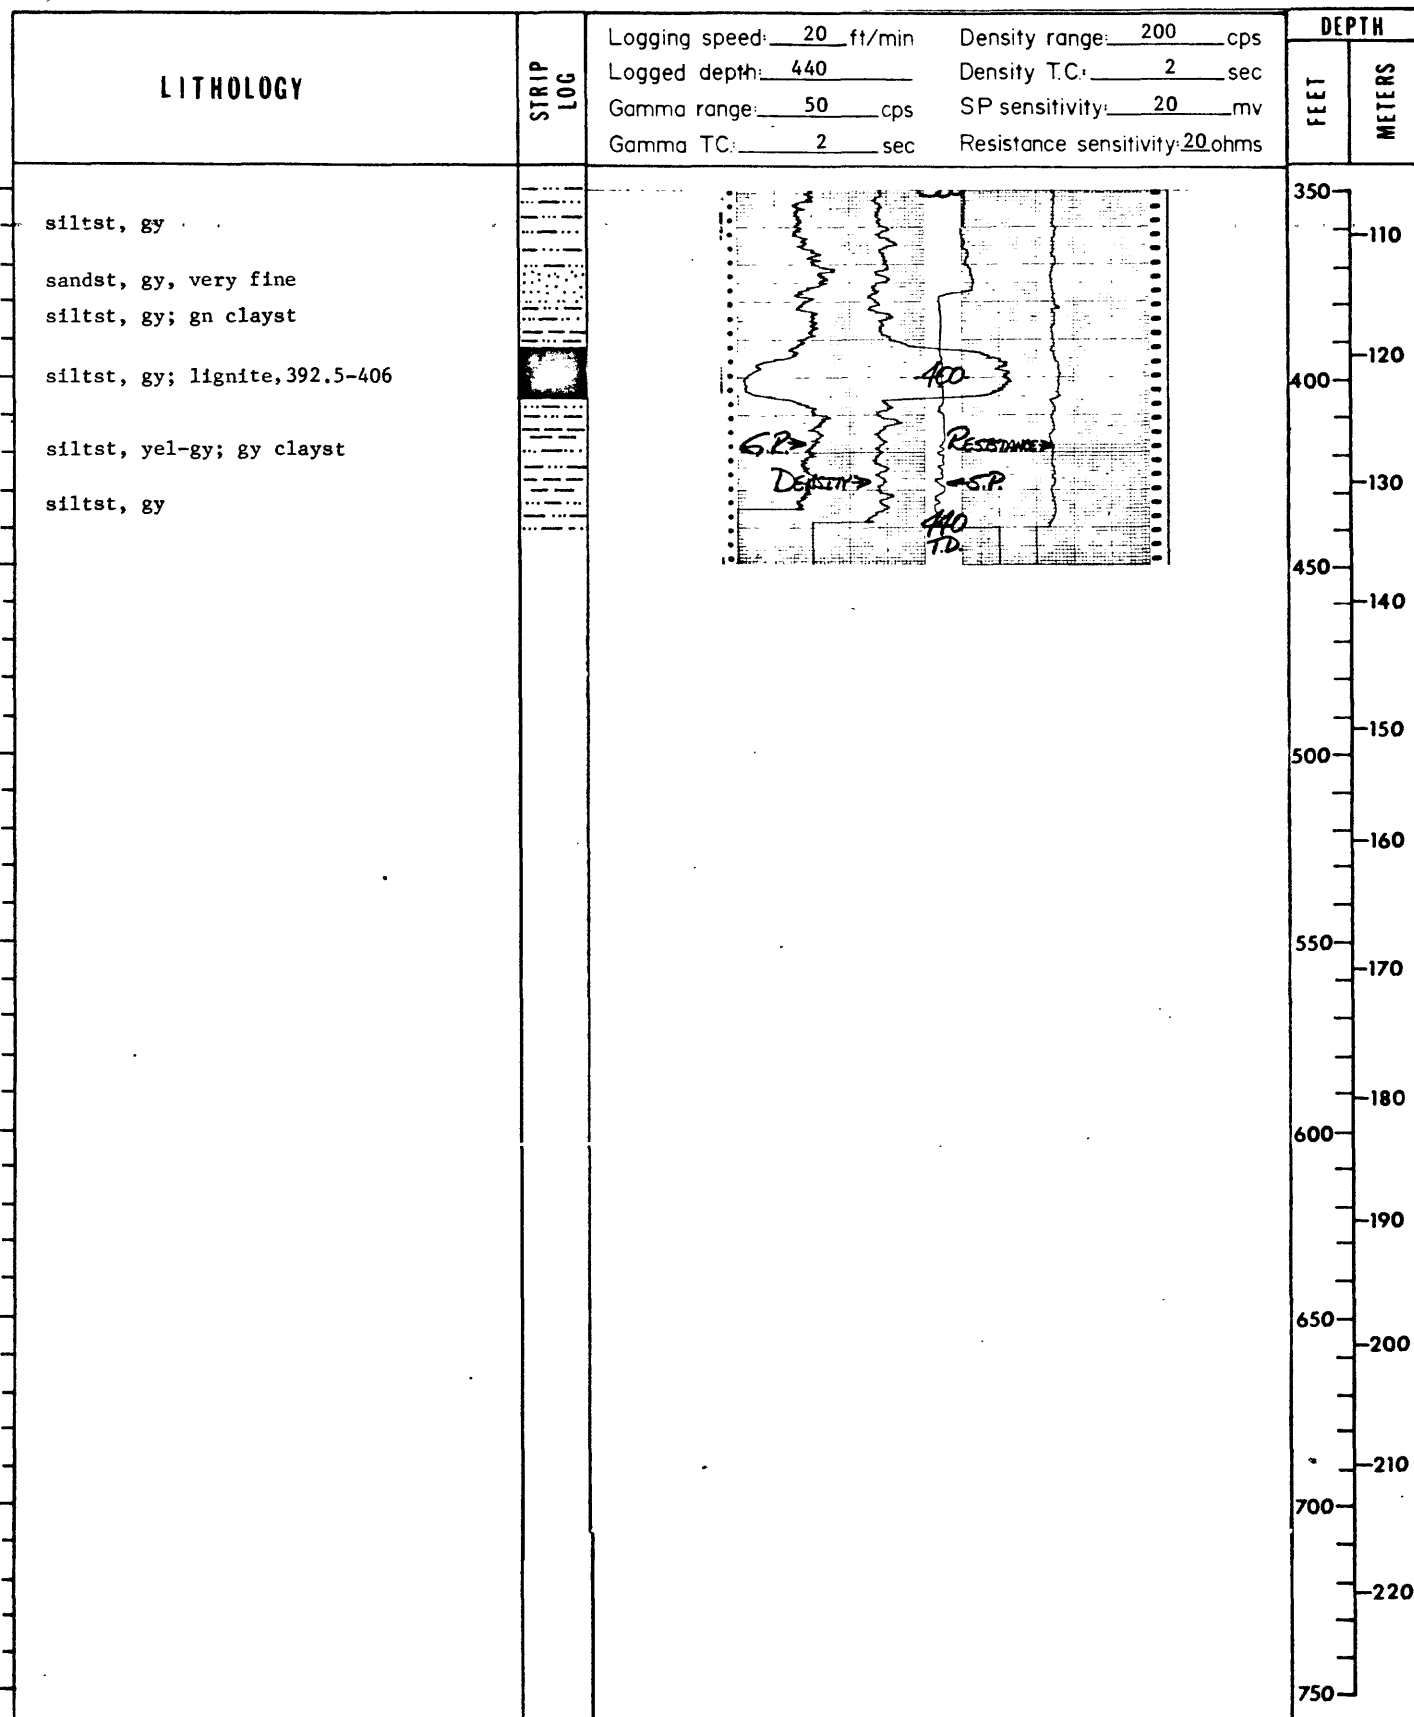 LITHOLOGY
STRIP LOG
Logging speed: 20 ft/min
Logged depth: 440
Gamma range: 50 cps
Gamma TC: 2 sec
Density range: 200 cps
Density T.C.: 2 sec
SP sensitivity: 20 mv
Resistance sensitivity: 20 ohms
DEPTH
FEET
METERS
siltst, gy
sandst, gy, very fine
siltst, gy; gn clayst
siltst, gy; lignite, 392.5-406
siltst, yel-gy; gy clayst
siltst, gy
400
G.R.
RESISTANCE
DENSITY
S.P.
440
T.D.
350
110
120
400
130
450
140
150
500
160
550
170
180
600
190
650
200
210
700
220
750